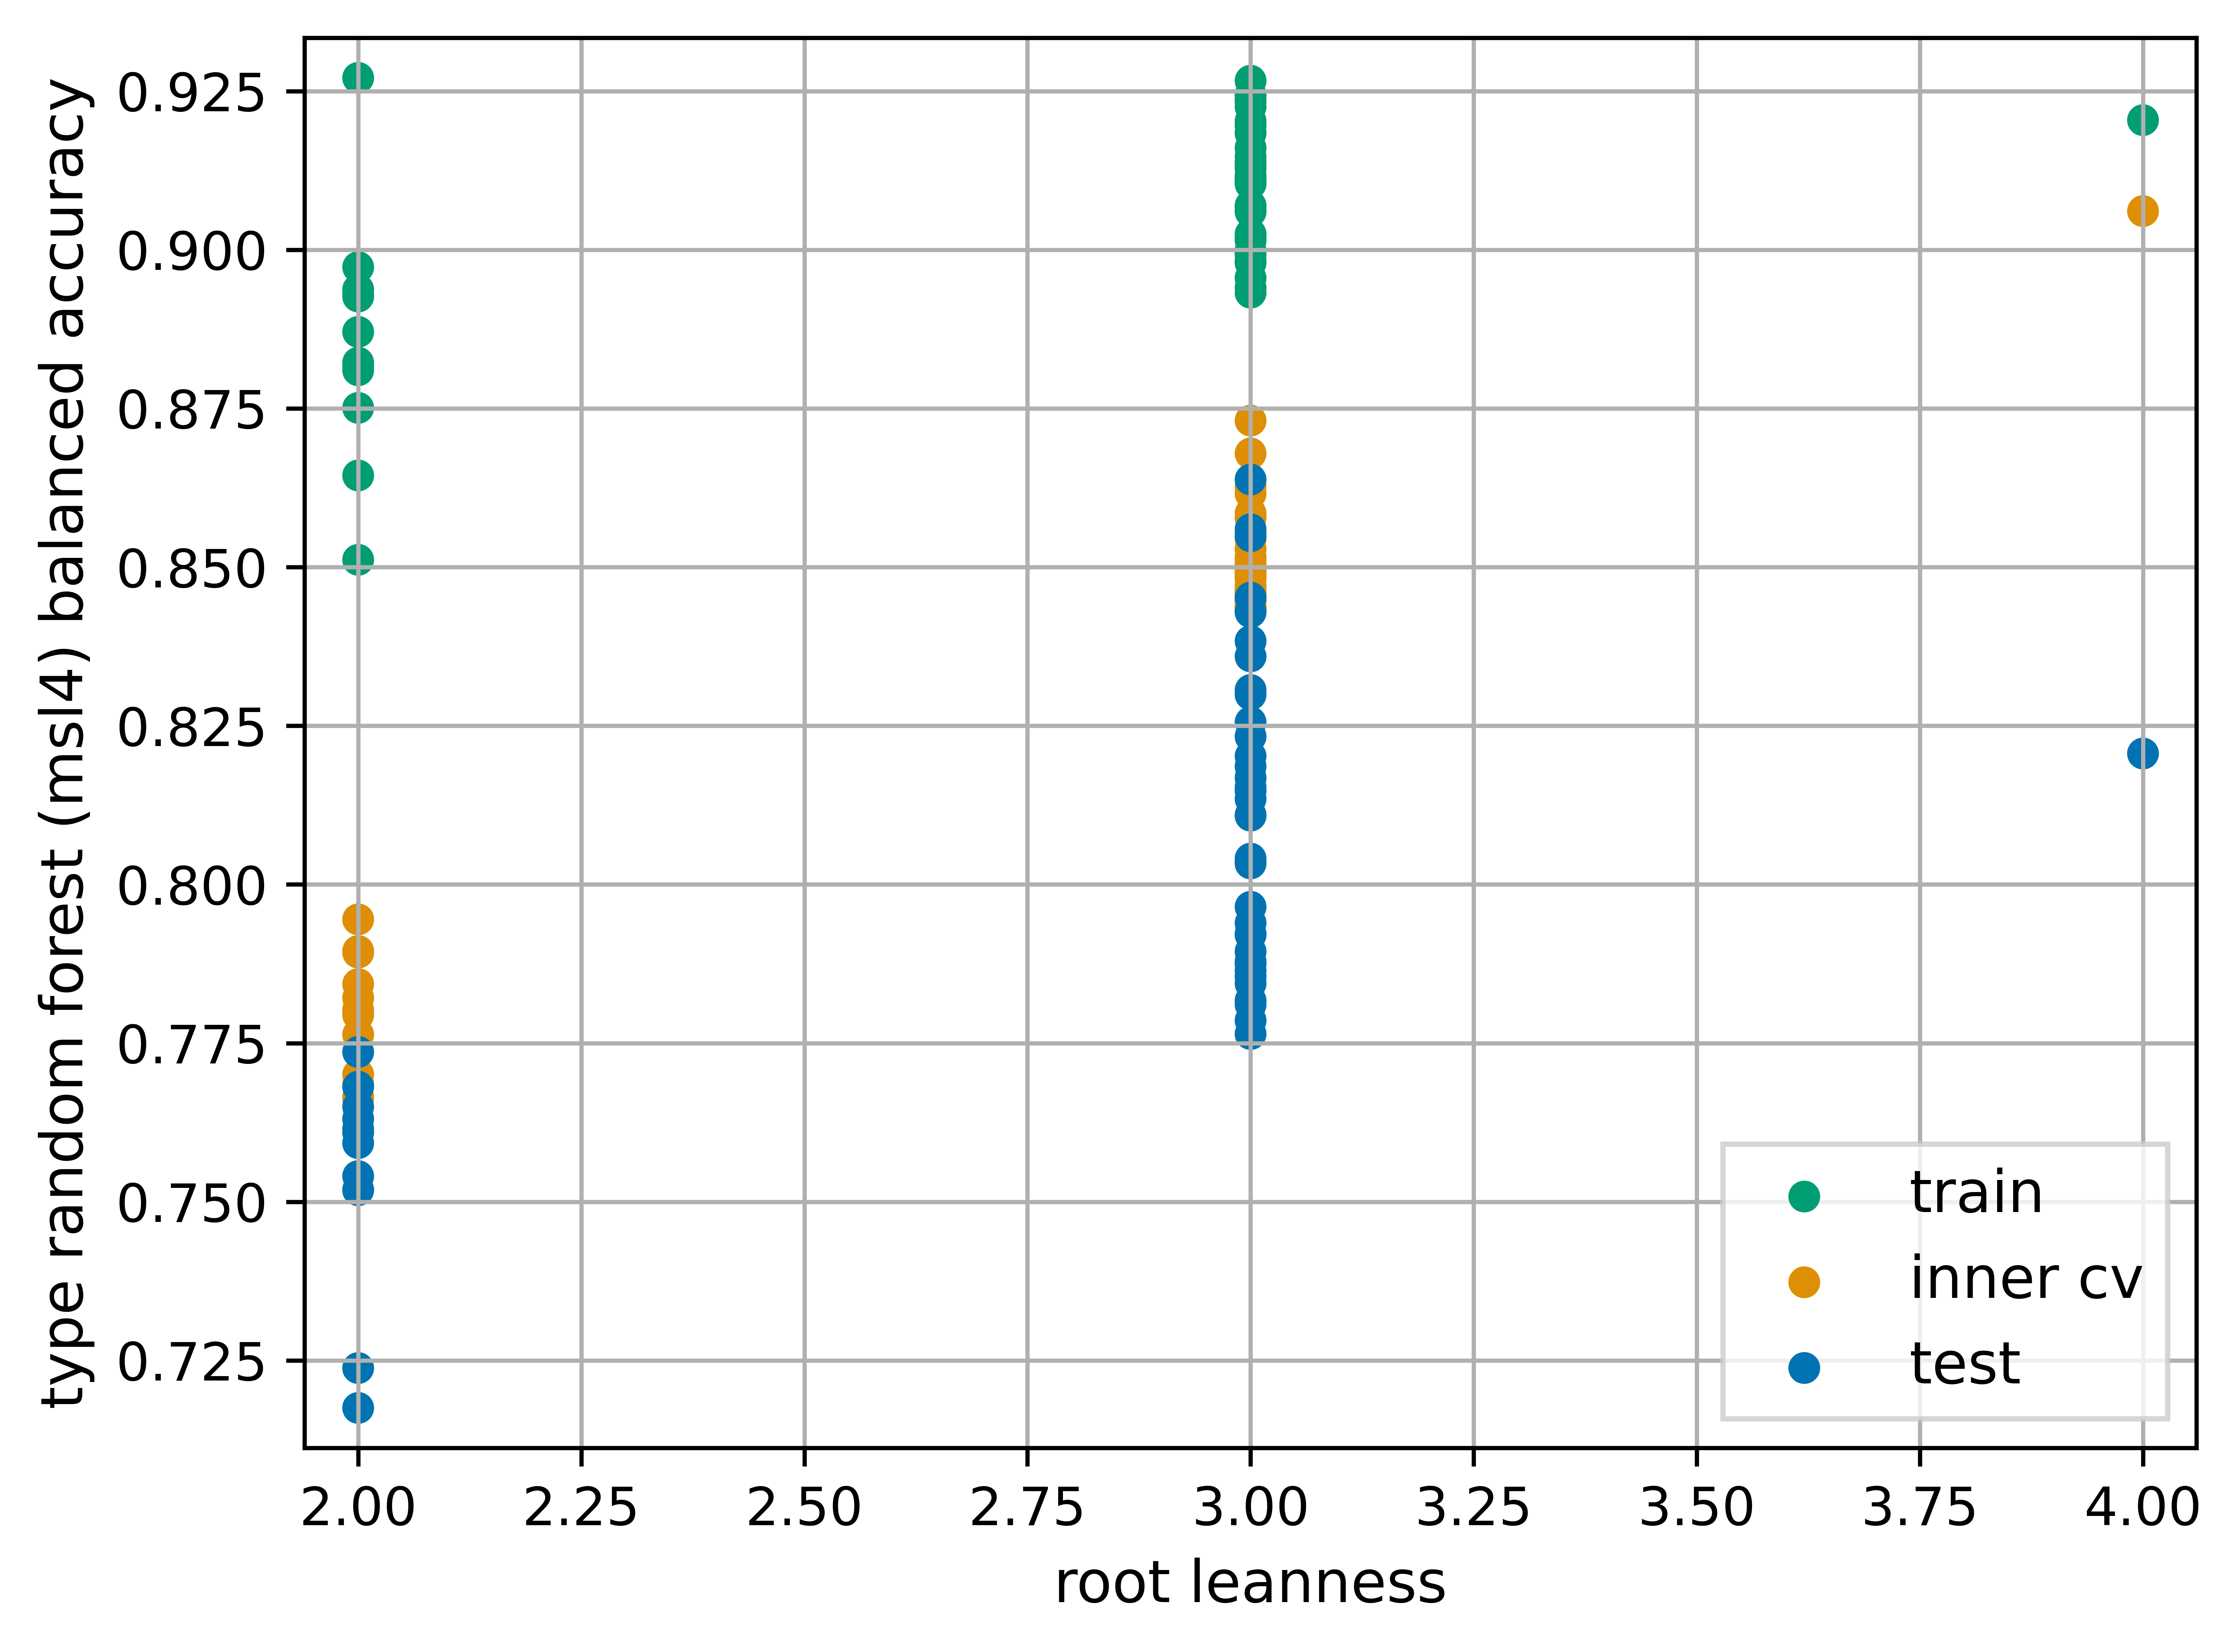 type random forest (msl4) balanced accuracy
0.925
0.900
0.875
0.850
0.825
0.800
0.775
0.750
0.725
train
inner cv
test
2.00 2.25 2.50 2.75 3.00 3.25 3.50 3.75 4.00
root leanness